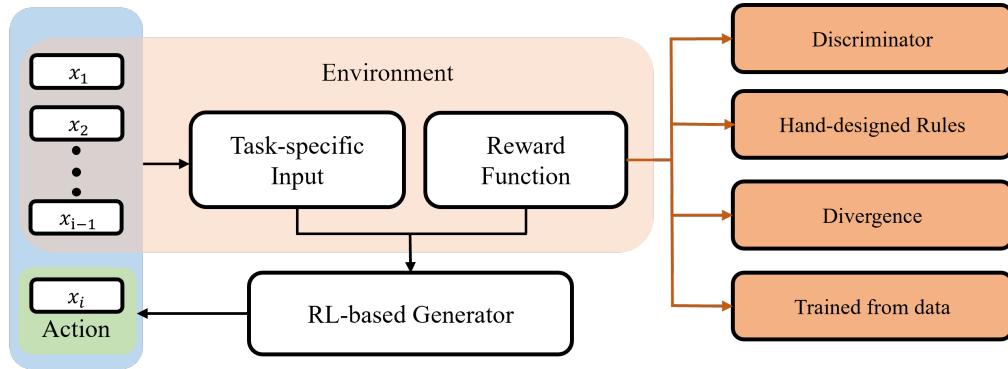 x₁
x₂
xᵢ₋₁
xᵢ
Action
Environment
Task-specific
Input
Reward
Function
RL-based Generator
Discriminator
Hand-designed Rules
Divergence
Trained from data